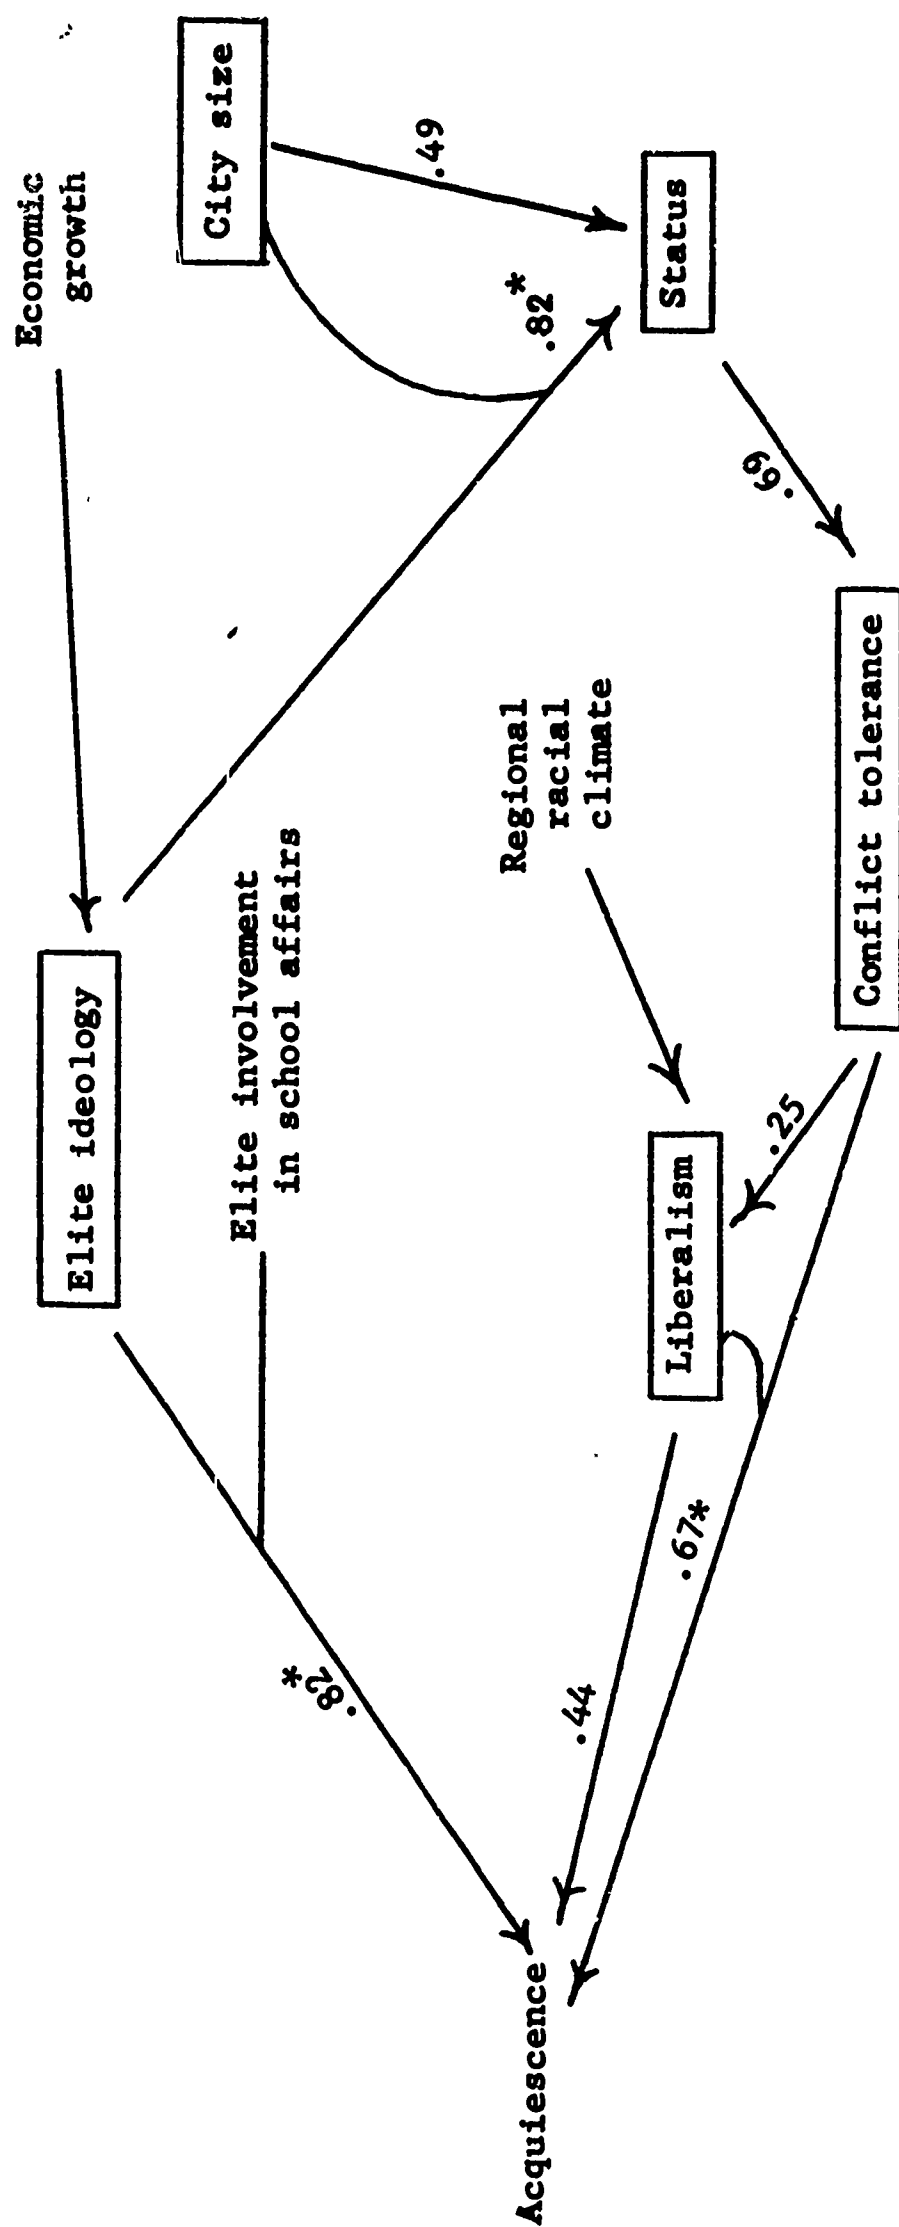 Economic
growth
City size
.49
.82*
Status
.69
Elite ideology
Elite involvement
in school affairs
Regional
racial
climate
Conflict tolerance
Liberalism
.25
.82*
.44
.67*
Acquiescence